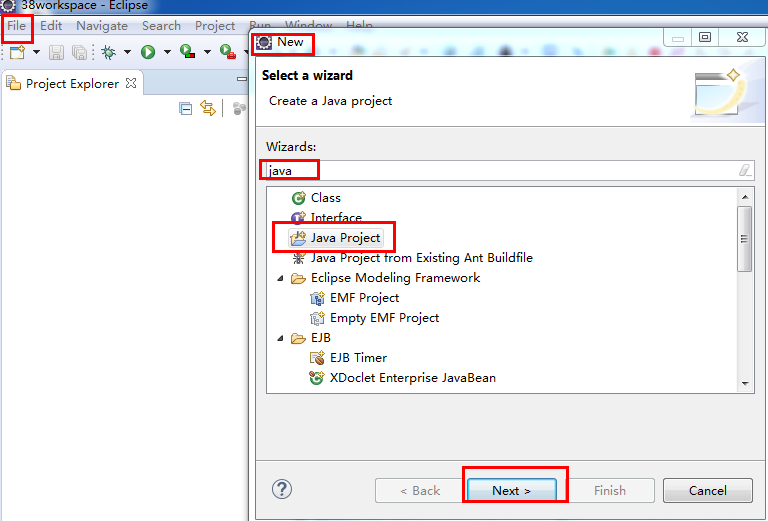 38workspace - Eclipse
File Edit Navigate Search Project Run Window Help
New
Project Explorer
Select a wizard
Create a Java project
Wizards:
java
Class
Interface
Java Project
Java Project from Existing Ant Buildfile
Eclipse Modeling Framework
EMF Project
Empty EMF Project
EJB
EJB Timer
XDoclet Enterprise JavaBean
< Back
Next >
Finish
Cancel